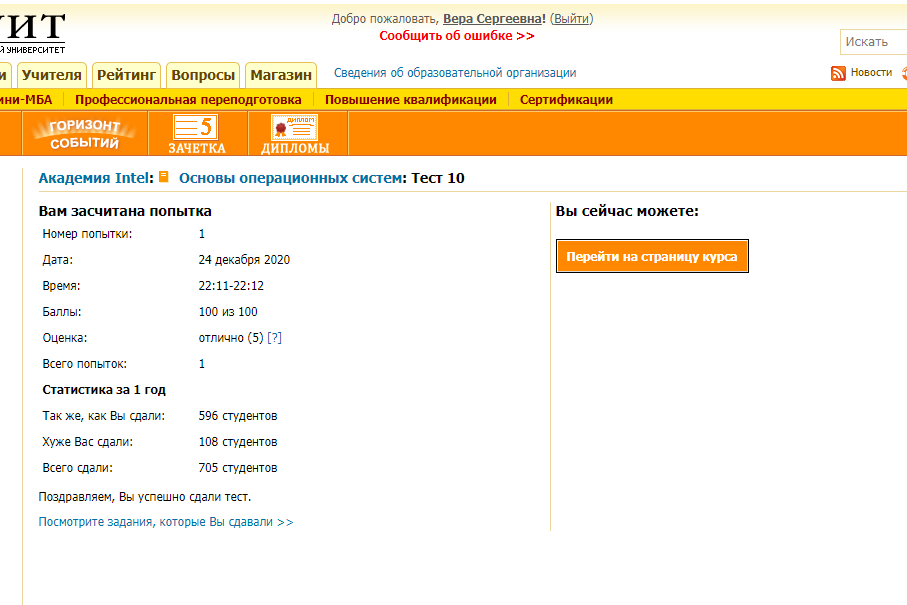 Добро пожаловать, Вера Сергеевна! (Выйти)
Сообщить об ошибке >>
УИТ
УНИВЕРСИТЕТ
Искать
Учителя Рейтинг Вопросы Магазин Сведения об образовательной организации Новости
ини-МБА Профессиональная переподготовка Повышение квалификации Сертификации
ГОРИЗОНТ
СОБЫТИЙ
5
ЗАЧЕТКА
ДИПЛОМ
ДИПЛОМЫ
Академия Intel: Основы операционных систем: Тест 10
Вам засчитана попытка
Номер попытки: 1
Дата: 24 декабря 2020
Время: 22:11-22:12
Баллы: 100 из 100
Оценка: отлично (5) [?]
Всего попыток: 1
Статистика за 1 год
Так же, как Вы сдали: 596 студентов
Хуже Вас сдали: 108 студентов
Всего сдали: 705 студентов
Поздравляем, Вы успешно сдали тест.
Посмотрите задания, которые Вы сдавали >>
Вы сейчас можете:
Перейти на страницу курса